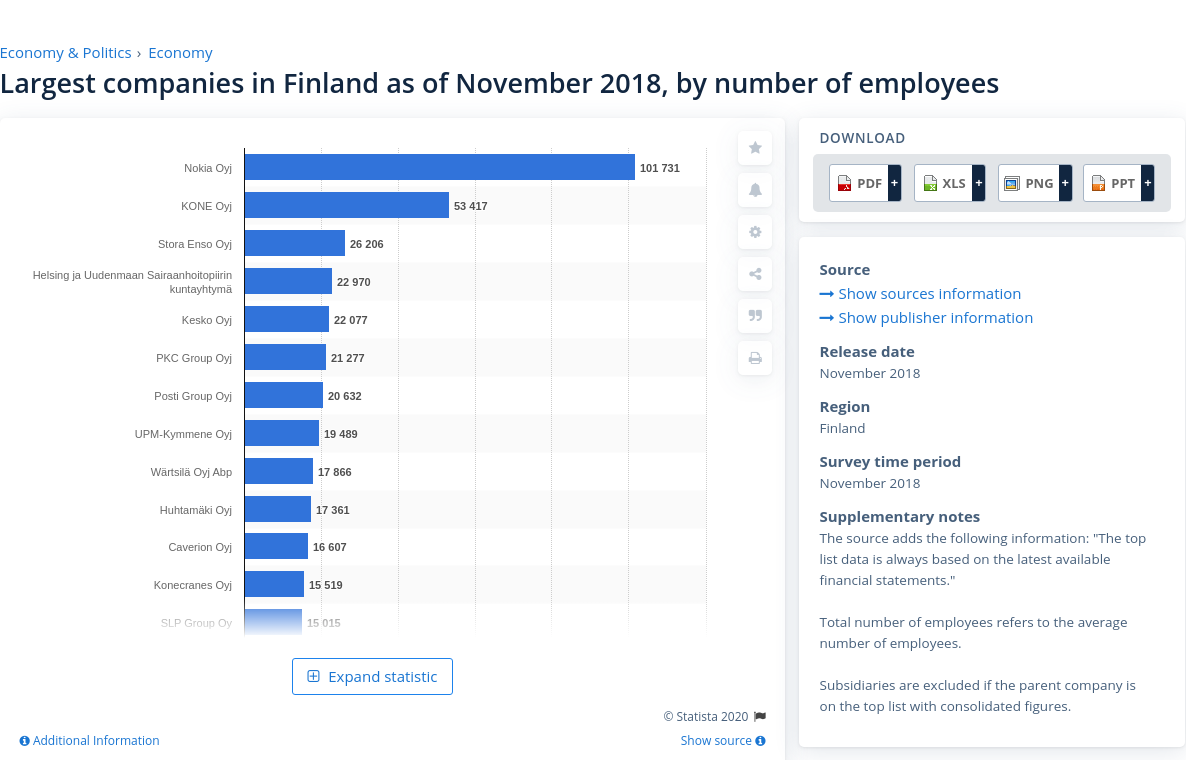 Economy & Politics › Economy
Largest companies in Finland as of November 2018, by number of employees
Nokia Oyj 101 731
KONE Oyj 53 417
Stora Enso Oyj 26 206
Helsing ja Uudenmaan Sairaanhoitopiirin
kuntayhtymä 22 970
Kesko Oyj 22 077
PKC Group Oyj 21 277
Posti Group Oyj 20 632
UPM-Kymmene Oyj 19 489
Wärtsilä Oyj Abp 17 866
Huhtamäki Oyj 17 361
Caverion Oyj 16 607
Konecranes Oyj 15 519
SLP Group Oy 15 015
Expand statistic
© Statista 2020
Additional Information
Show source
DOWNLOAD
PDF + XLS + PNG + PPT +
Source
Show sources information
Show publisher information
Release date
November 2018
Region
Finland
Survey time period
November 2018
Supplementary notes
The source adds the following information: "The top
list data is always based on the latest available
financial statements."
Total number of employees refers to the average
number of employees.
Subsidiaries are excluded if the parent company is
on the top list with consolidated figures.